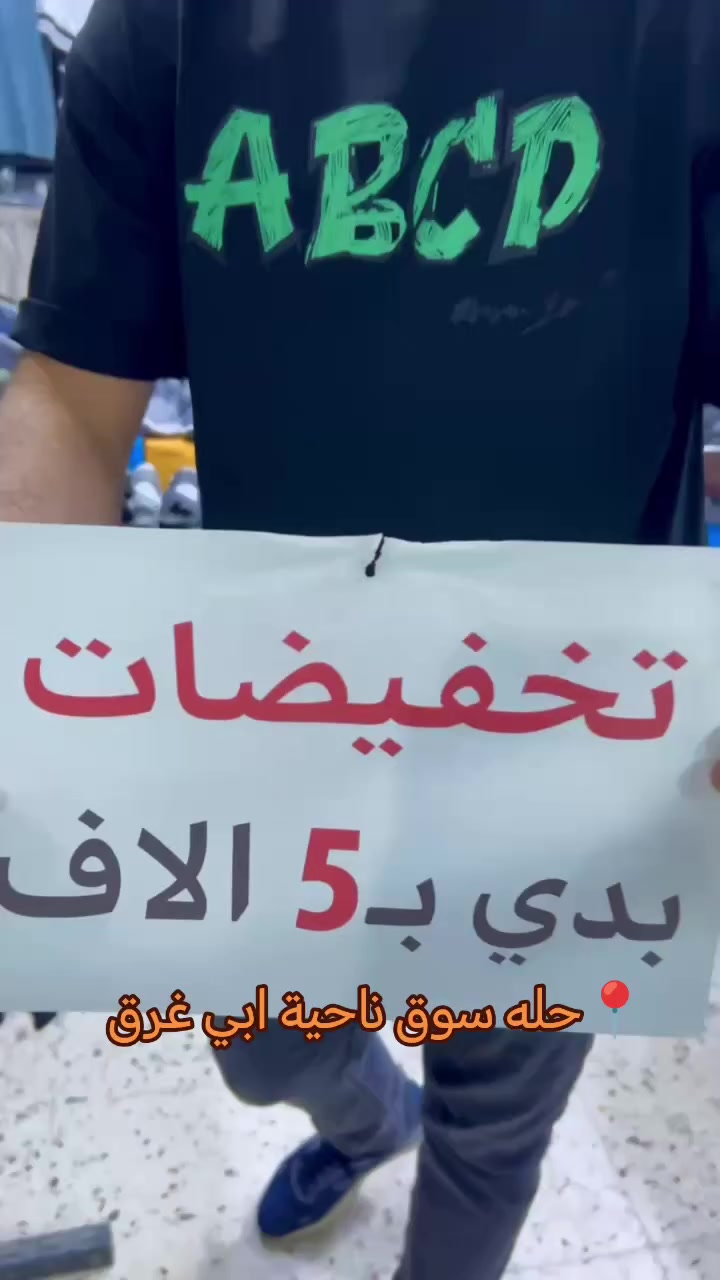 ABCD
تخفيضات
بدي بـ5 الاف
حله سوق ناحية ابي غرق